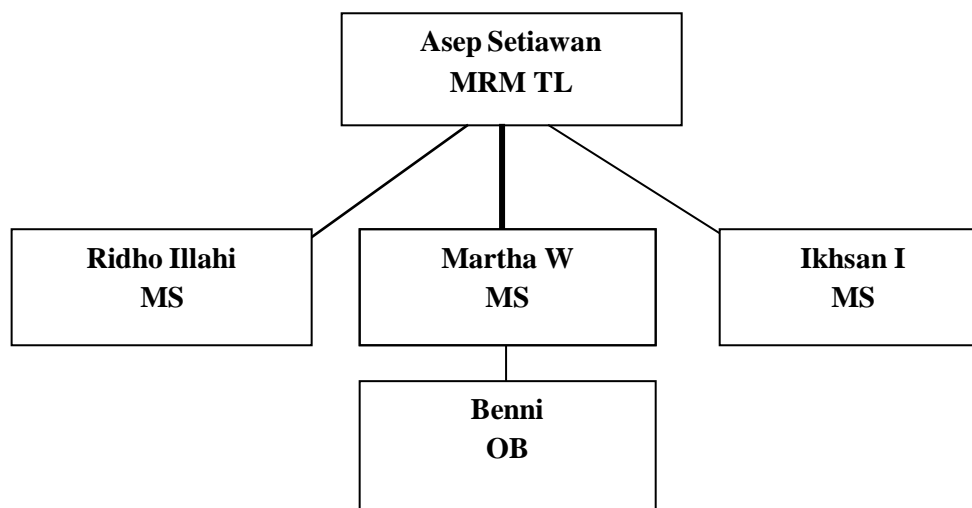 Asep Setiawan
MRM TL
Ridho Illahi
MS
Martha W
MS
Ikhsan I
MS
Benni
OB